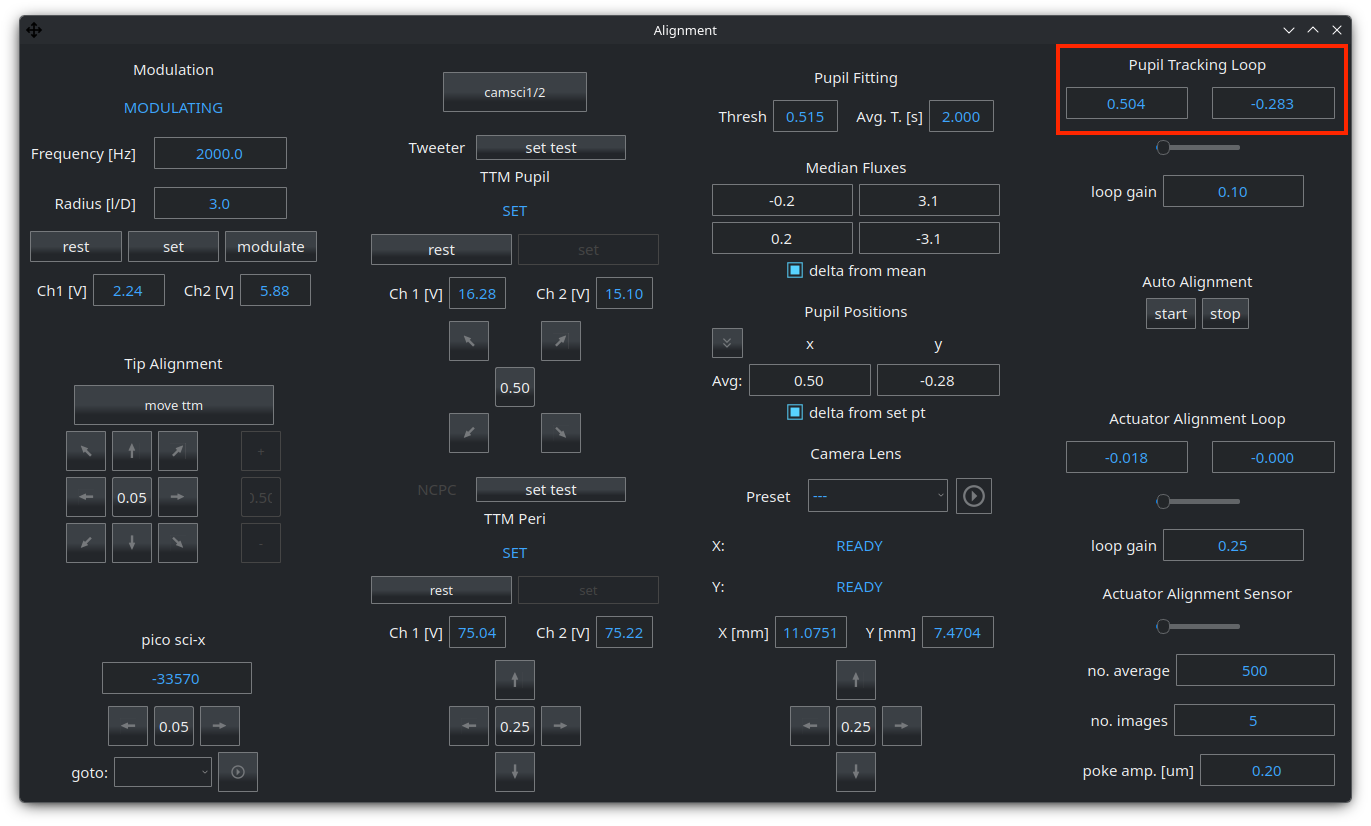 Alignment
Modulation
MODULATING
Frequency [Hz] 2000.0
Radius [l/D] 3.0
rest set modulate
Ch1 [V] 2.24 Ch2 [V] 5.88
Tip Alignment
move ttm
+
0.05
-
pico sci-x
-33570
0.05
goto:
camsci1/2
Tweeter set test
TTM Pupil
SET
rest set
Ch 1 [V] 16.28 Ch 2 [V] 15.10
0.50
NCPC set test
TTM Peri
SET
rest set
Ch 1 [V] 75.04 Ch 2 [V] 75.22
0.25
Pupil Fitting
Thresh 0.515 Avg. T. [s] 2.000
Median Fluxes
-0.2 3.1
0.2 -3.1
delta from mean
Pupil Positions
x y
Avg: 0.50 -0.28
delta from set pt
Camera Lens
Preset ---
X: READY
Y: READY
X [mm] 11.0751 Y [mm] 7.4704
0.25
Pupil Tracking Loop
0.504 -0.283
loop gain 0.10
Auto Alignment
start stop
Actuator Alignment Loop
-0.018 -0.000
loop gain 0.25
Actuator Alignment Sensor
no. average 500
no. images 5
poke amp. [um] 0.20